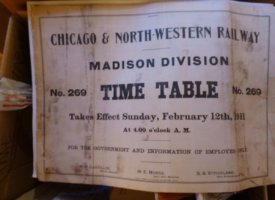 CHICAGO & NORTH-WESTERN RAILWAY
MADISON DIVISION
No. 269 TIME TABLE No. 269
Takes Effect Sunday, February 12th, 1911
At 4.00 o'clock A. M.
FOR THE GOVERNMENT AND INFORMATION OF EMPLOYES ONLY